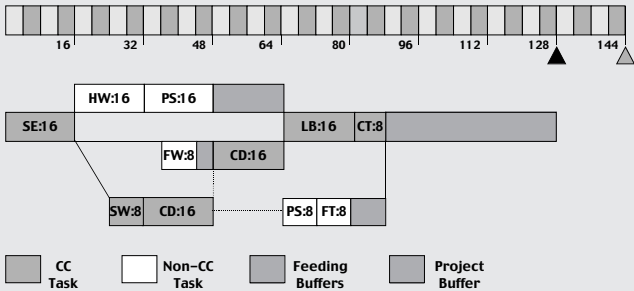 16 32 48 64 80 96 112 128 144
HW:16 PS:16
SE:16 LB:16 CT:8
FW:8 CD:16
SW:8 CD:16 PS:8 FT:8
CC Task
Non-CC Task
Feeding Buffers
Project Buffer